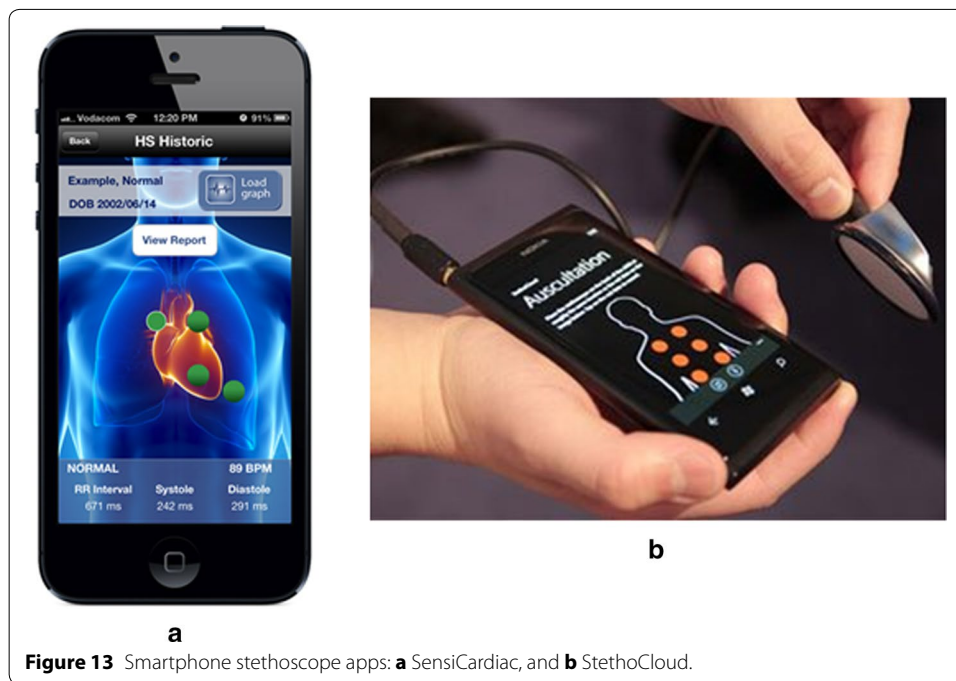 Vodacom 12:20 PM 91%
Back HS Historic
Example, Normal
DOB 2002/06/14
Load
graph
View Report
NORMAL 89 BPM
RR Interval Systole Diastole
671 ms 242 ms 291 ms
NOKIA
Auscultation
a
b
Figure 13 Smartphone stethoscope apps: a SensiCardiac, and b StethoCloud.